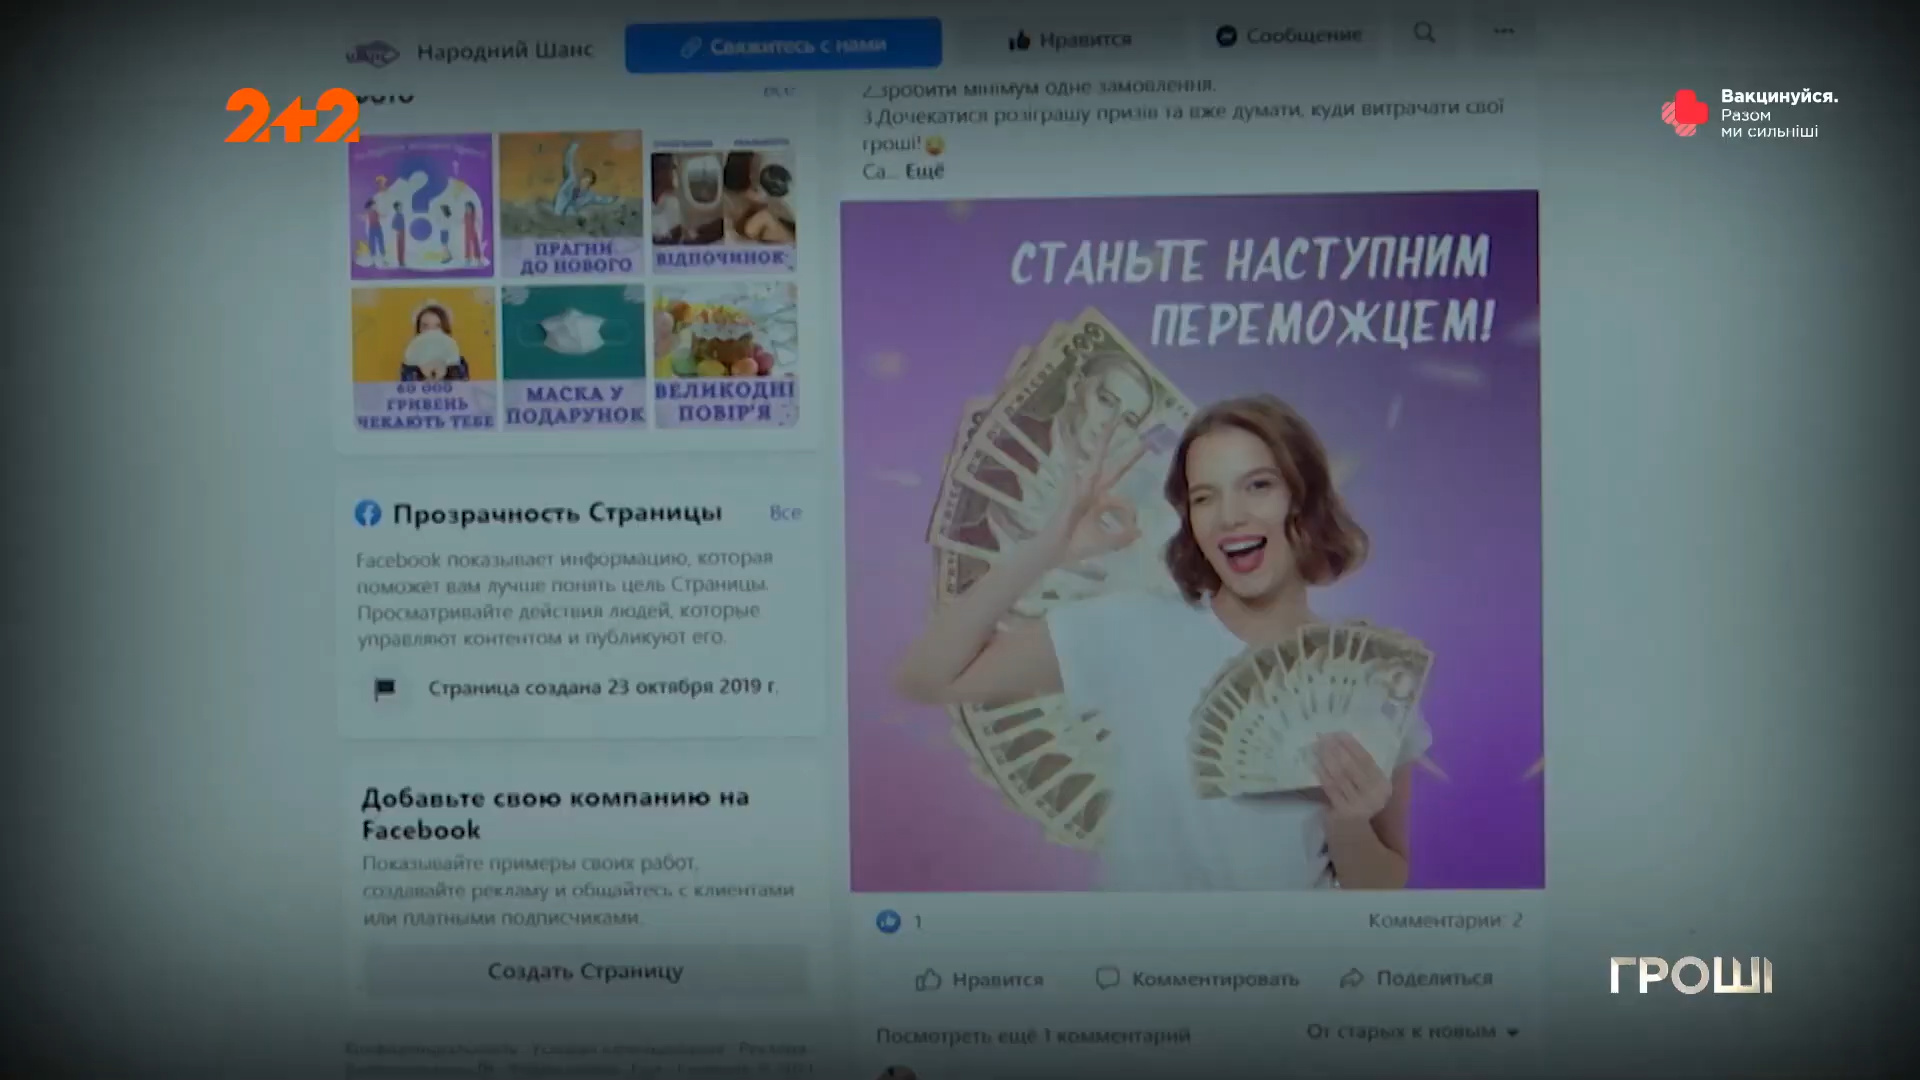 Народний Шанс
Свяжитесь с нами
Нравится
Сообщение
2+2
Вакцинуйся.
Разом
ми сильніші
2.Зробити мінімум одне замовлення.
3.Дочекатися розіграшу призів та вже думати, куди витрачати свої
гроші!
Са... Ещё
ПРАГНИ
ДО НОВОГО
ВІДПОЧИНОК
60 000
ГРИВЕНЬ
ЧЕКАЮТЬ ТЕБЕ
МАСКА У
ПОДАРУНОК
ВЕЛИКОДНІ
ПОВІР'Я
СТАНЬТЕ НАСТУПНИМ
ПЕРЕМОЖЦЕМ!
Прозрачность Страницы
Все
Facebook показывает информацию, которая
поможет вам лучше понять цель Страницы.
Просматривайте действия людей, которые
управляют контентом и публикуют его.
Страница создана 23 октября 2019 г.
Добавьте свою компанию на
Facebook
Показывайте примеры своих работ,
создавайте рекламу и общайтесь с клиентами
или платными подписчиками.
Создать Страницу
1
Комментарии: 2
Нравится
Комментировать
Поделиться
Посмотреть ещё 1 комментарий
От старых к новым
ГРОШІ